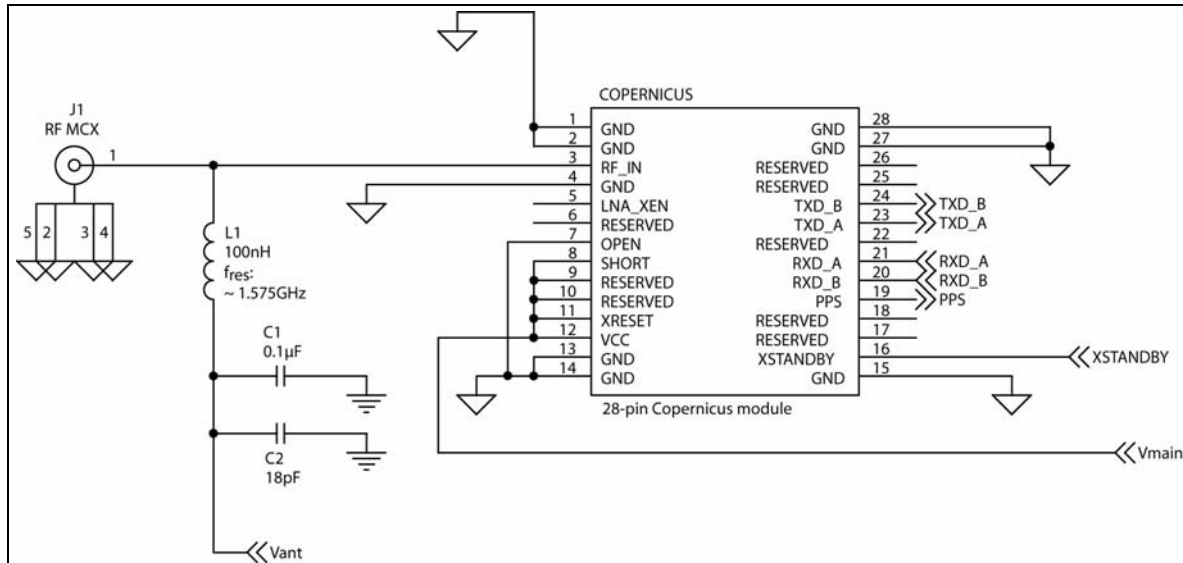 COPERNICUS
J1
RF MCX
1
5 2 3 4
L1
100nH
fres:
~ 1.575GHz
C1
0.1µF
C2
18pF
Vant
1 GND
2 GND
3 RF_IN
4 GND
5 LNA_XEN
6 RESERVED
7 OPEN
8 SHORT
9 RESERVED
10 RESERVED
11 XRESET
12 VCC
13 GND
14 GND
GND 28
GND 27
RESERVED 26
RESERVED 25
TXD_B 24 TXD_B
TXD_A 23 TXD_A
RESERVED 22
RXD_A 21 RXD_A
RXD_B 20 RXD_B
PPS 19 PPS
RESERVED 18
RESERVED 17
XSTANDBY 16 XSTANDBY
GND 15
28-pin Copernicus module
Vmain